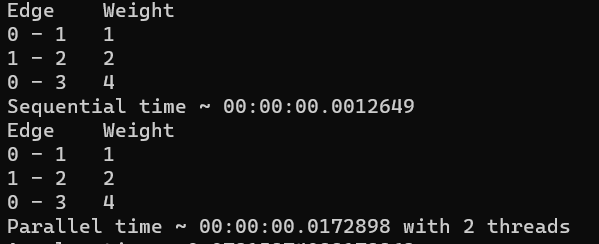 Edge    Weight
0 - 1   1
1 - 2   2
0 - 3   4
Sequential time ~ 00:00:00.0012649
Edge    Weight
0 - 1   1
1 - 2   2
0 - 3   4
Parallel time ~ 00:00:00.0172898 with 2 threads